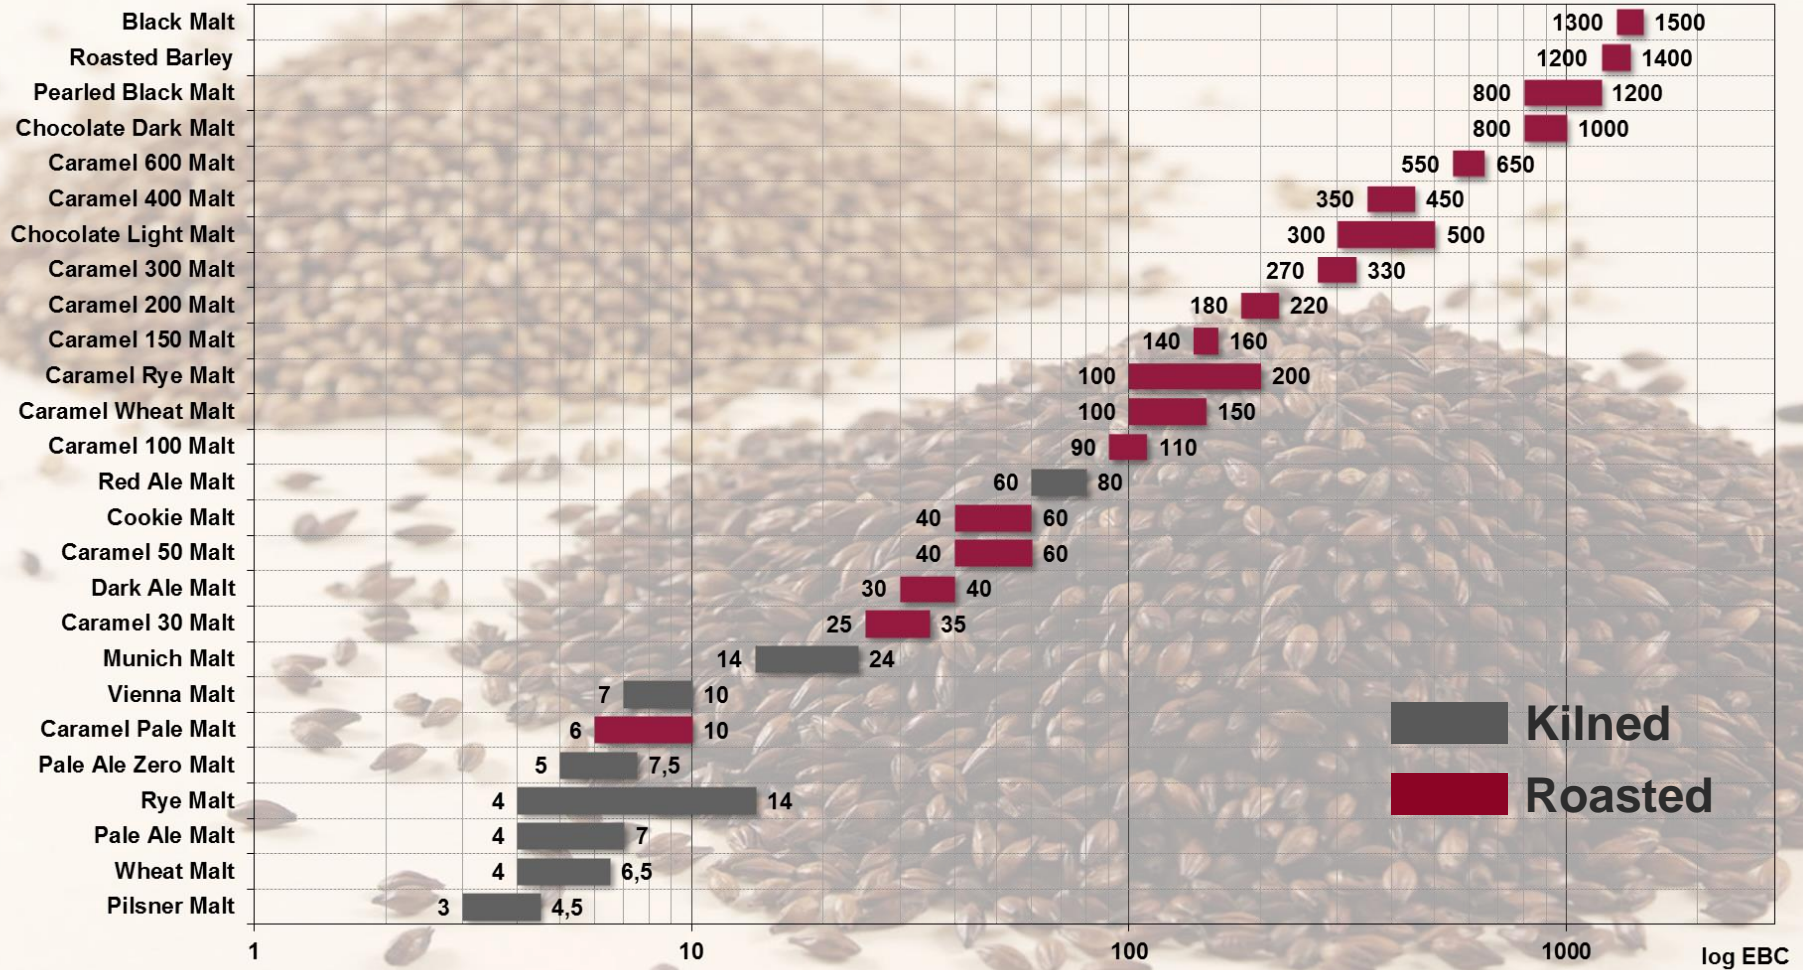 Black Malt 1300 1500
Roasted Barley 1200 1400
Pearled Black Malt 800 1200
Chocolate Dark Malt 800 1000
Caramel 600 Malt 550 650
Caramel 400 Malt 350 450
Chocolate Light Malt 300 500
Caramel 300 Malt 270 330
Caramel 200 Malt 180 220
Caramel 150 Malt 140 160
Caramel Rye Malt 100 200
Caramel Wheat Malt 100 150
Caramel 100 Malt 90 110
Red Ale Malt 60 80
Cookie Malt 40 60
Caramel 50 Malt 40 60
Dark Ale Malt 30 40
Caramel 30 Malt 25 35
Munich Malt 14 24
Vienna Malt 7 10
Caramel Pale Malt 6 10
Pale Ale Zero Malt 5 7,5
Rye Malt 4 14
Pale Ale Malt 4 7
Wheat Malt 4 6,5
Pilsner Malt 3 4,5
Kilned
Roasted
1 10 100 1000 log EBC